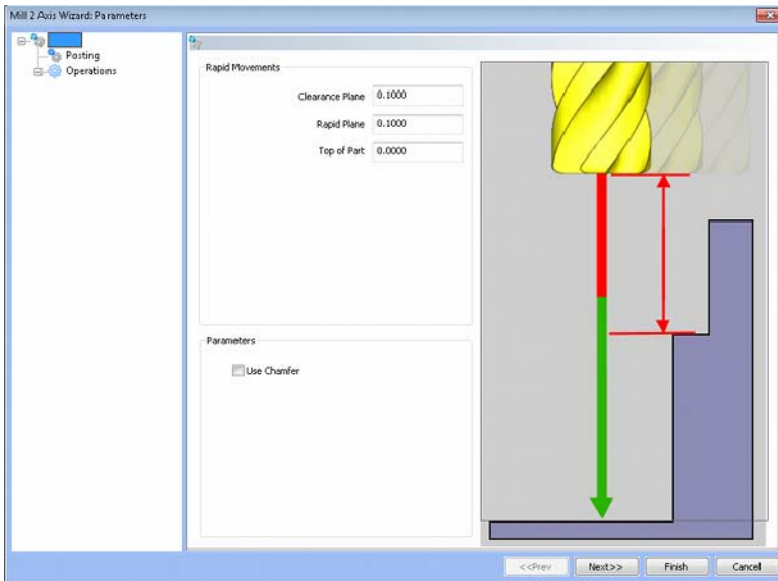 Mill 2 Axis Wizard: Parameters
Posting
Operations
Rapid Movements
Clearance Plane 0.1000
Rapid Plane 0.1000
Top of Part 0.0000
Parameters
Use Chamfer
<<Prev Next>> Finish Cancel